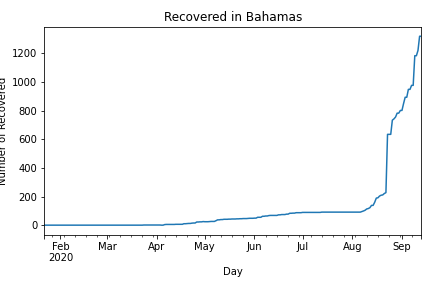 Recovered in Bahamas
Number of Recovered
1200
1000
800
600
400
200
0
Feb Mar Apr May Jun Jul Aug Sep
2020
Day